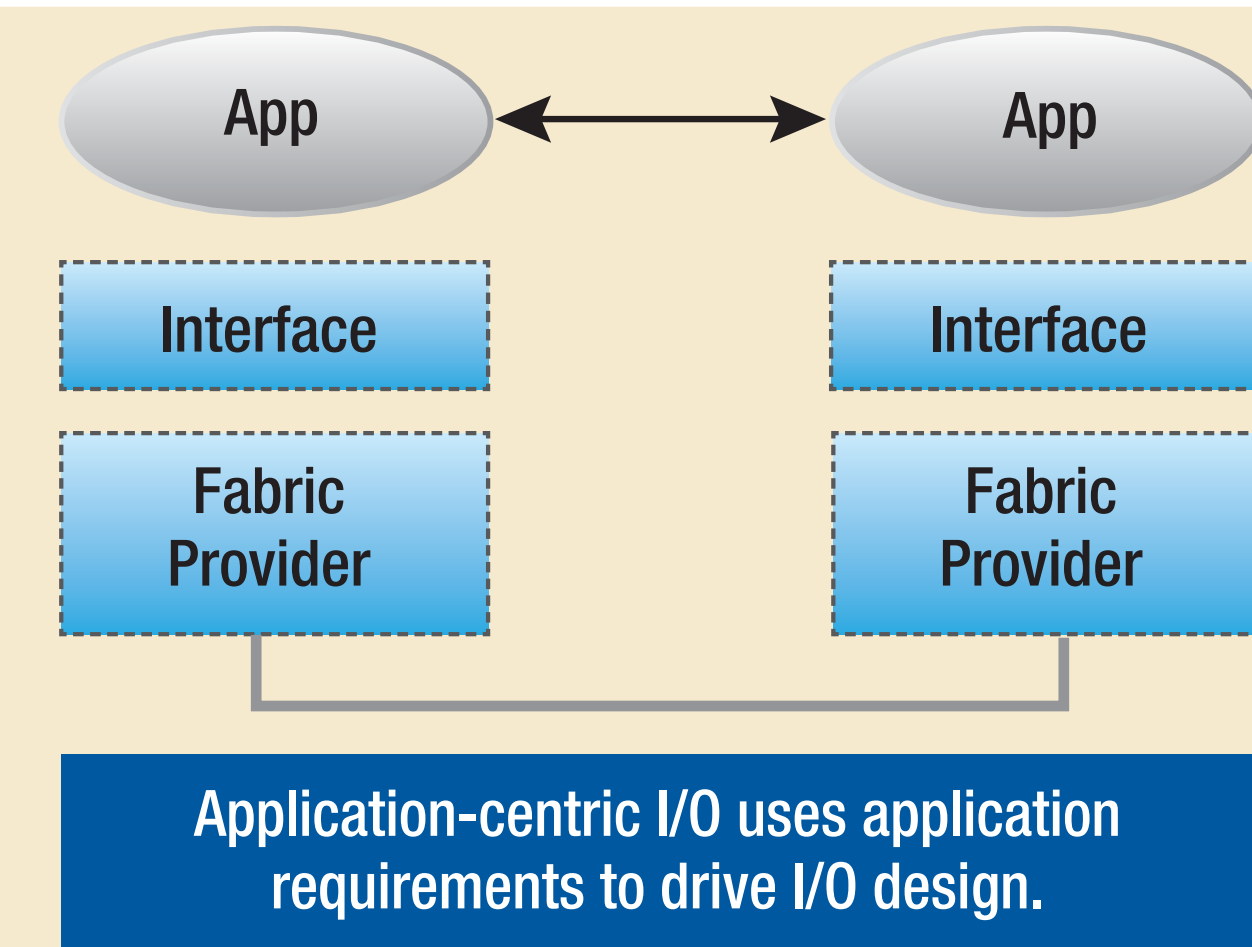 App
App
Interface
Interface
Fabric
Provider
Fabric
Provider
Application-centric I/O uses application
requirements to drive I/O design.